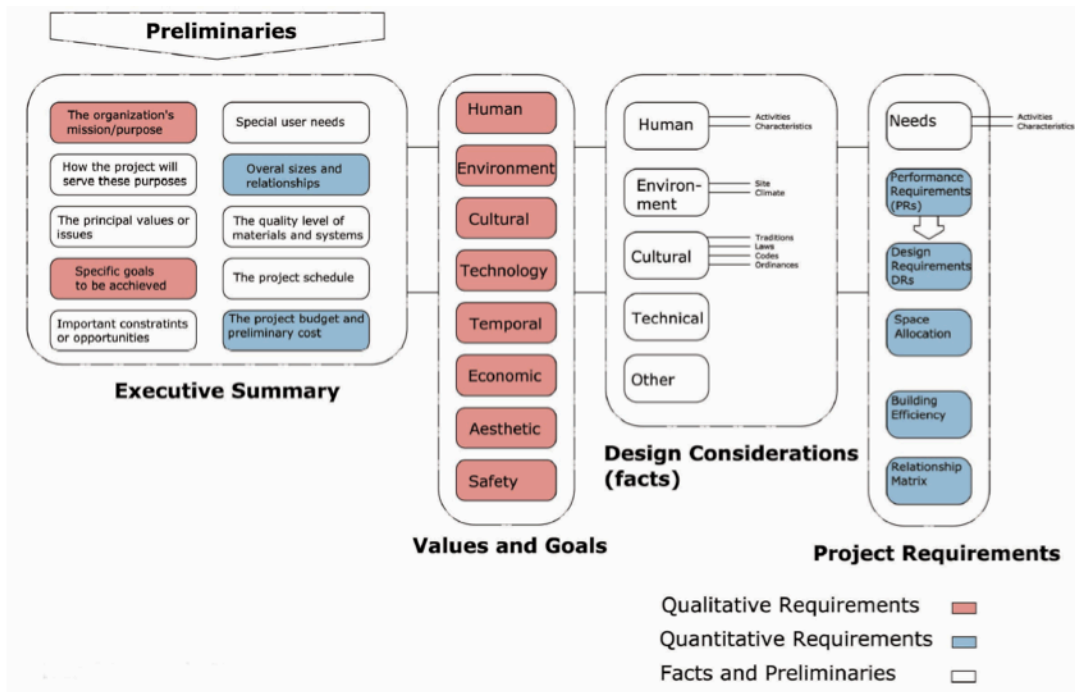 Preliminaries
The organization's
mission/purpose
Special user needs
How the project will
serve these purposes
Overal sizes and
relationships
The principal values or
issues
The quality level of
materials and systems
Specific goals
to be acchieved
The project schedule
Important constratints
or opportunities
The project budget and
preliminary cost
Executive Summary
Human
Environment
Cultural
Technology
Temporal
Economic
Aesthetic
Safety
Values and Goals
Human
Activities
Characteristics
Environ-
ment
Site
Climate
Cultural
Traditions
Laws
Codes
Ordinances
Technical
Other
Design Considerations
(facts)
Needs
Activities
Characteristics
Performance
Requirements
(PRs)
Design
Requirements
DRs
Space
Allocation
Building
Efficiency
Relationship
Matrix
Project Requirements
Qualitative Requirements
Quantitative Requirements
Facts and Preliminaries